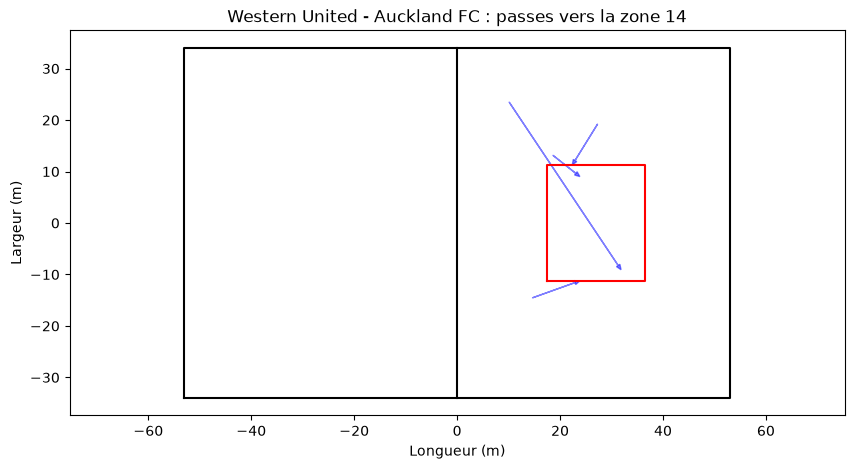 Western United - Auckland FC : passes vers la zone 14
30
20
10
0
−10
−20
−30
Largeur (m)
−60 −40 −20 0 20 40 60
Longueur (m)